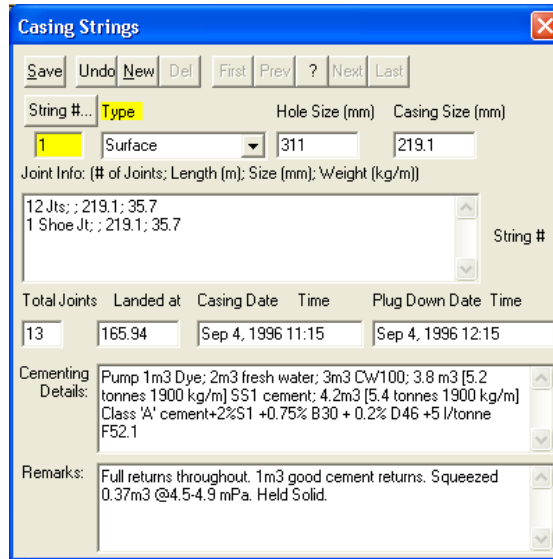 Casing Strings
Save Undo New Del First Prev ? Next Last
String #... Type Hole Size (mm) Casing Size (mm)
1 Surface 311 219.1
Joint Info: (# of Joints; Length (m); Size (mm); Weight (kg/m))
12 Jts; ; 219.1; 35.7
1 Shoe Jt; ; 219.1; 35.7
String #
Total Joints Landed at Casing Date Time Plug Down Date Time
13 165.94 Sep 4, 1996 11:15 Sep 4, 1996 12:15
Cementing Details:
Pump 1m3 Dye; 2m3 fresh water; 3m3 CW100; 3.8 m3 [5.2
tonnes 1900 kg/m] SS1 cement; 4.2m3 [5.4 tonnes 1900 kg/m]
Class 'A' cement+2%S1 +0.75% B30 + 0.2% D46 +5 l/tonne
F52.1
Remarks:
Full returns throughout. 1m3 good cement returns. Squeezed
0.37m3 @4.5-4.9 mPa. Held Solid.